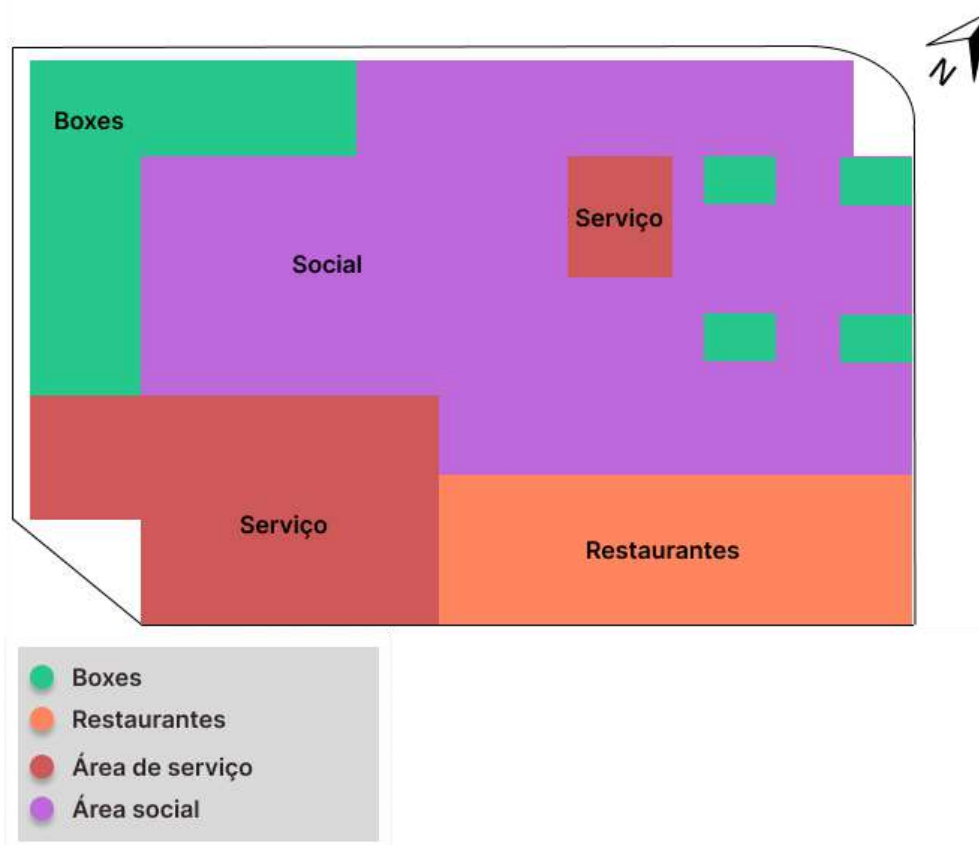 N
Boxes
Serviço
Social
Serviço
Restaurantes
Boxes
Restaurantes
Área de serviço
Área social